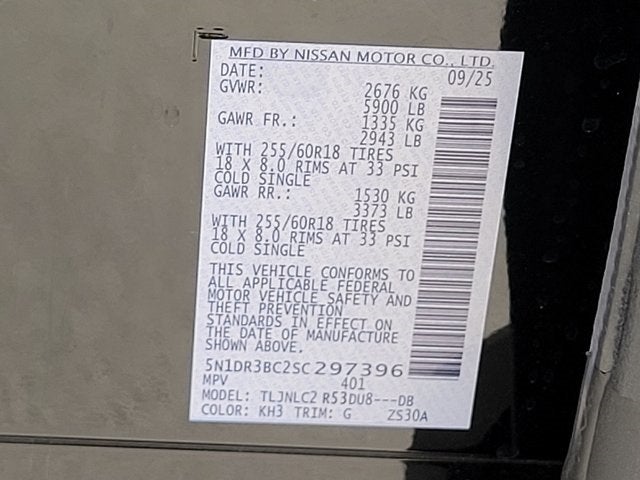 MFD BY NISSAN MOTOR CO., LTD.
DATE: 09/25
GVWR: 2676 KG
5900 LB
GAWR FR.: 1335 KG
2943 LB
WITH 255/60R18 TIRES
18 X 8.0 RIMS AT 33 PSI
COLD SINGLE
GAWR RR.: 1530 KG
3373 LB
WITH 255/60R18 TIRES
18 X 8.0 RIMS AT 33 PSI
COLD SINGLE
THIS VEHICLE CONFORMS TO
ALL APPLICABLE FEDERAL
MOTOR VEHICLE SAFETY AND
THEFT PREVENTION
STANDARDS IN EFFECT ON
THE DATE OF MANUFACTURE
SHOWN ABOVE.
5N1DR3BC2SC297396
MPV 401
MODEL: TLJNLC2 R53DU8---DB
COLOR: KH3 TRIM: G ZS30A